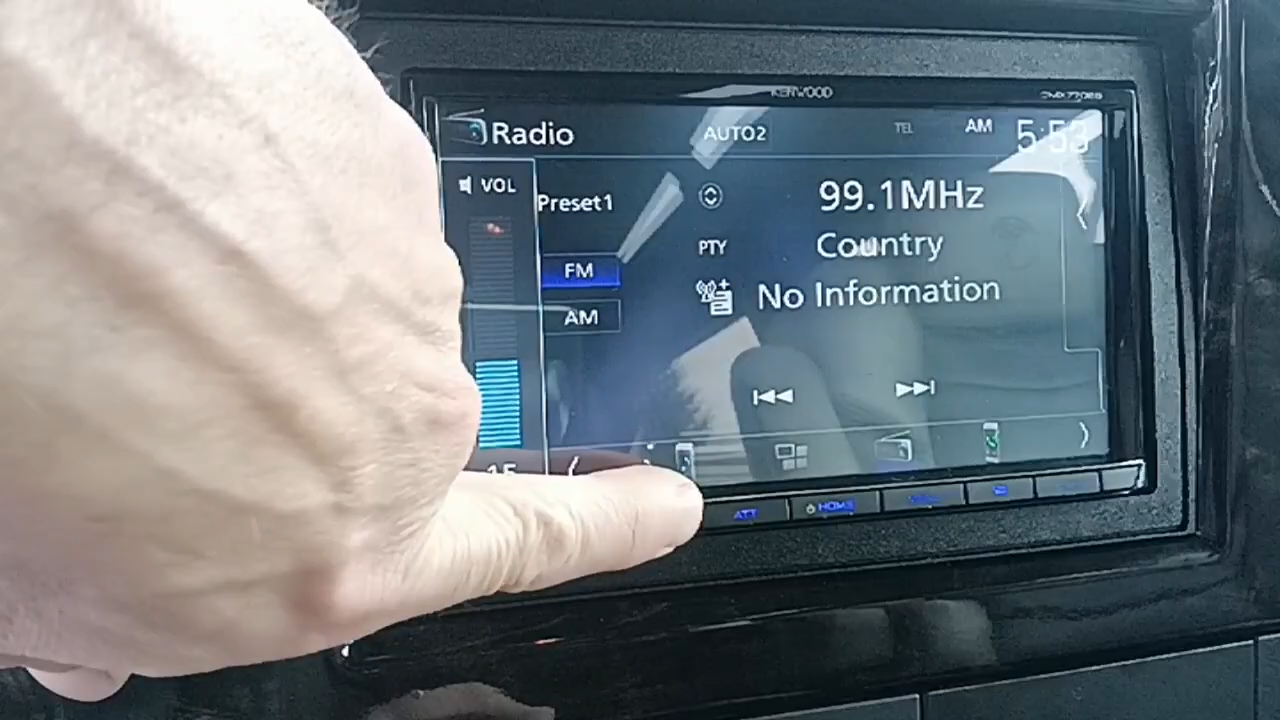 KENWOOD
Radio
AUTO2
TEL
AM
5:53
VOL
Preset1
99.1MHz
FM
PTY
Country
AM
No Information
15
ATT
HOME